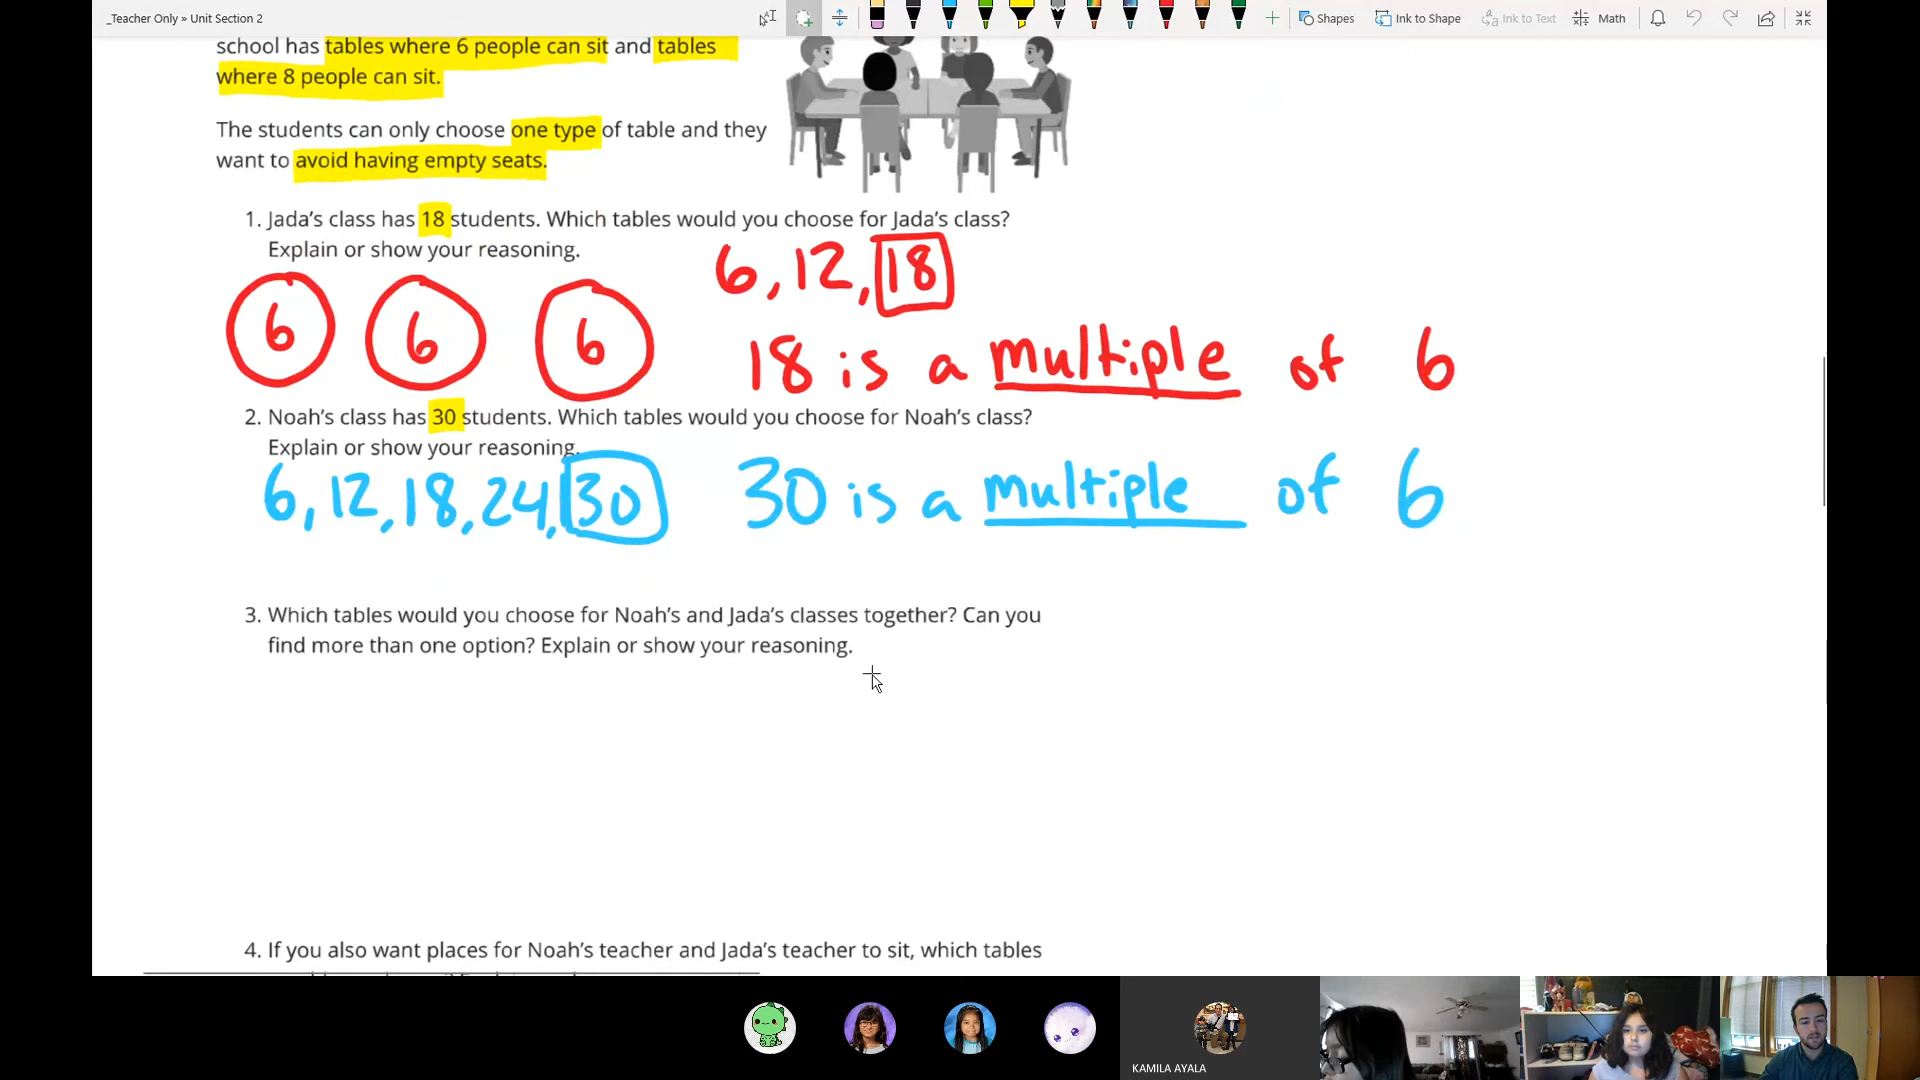 _Teacher Only » Unit Section 2
Shapes
Ink to Shape
Ink to Text
Math
school has tables where 6 people can sit and tables
where 8 people can sit.
The students can only choose one type of table and they
want to avoid having empty seats.
1. Jada's class has 18 students. Which tables would you choose for Jada's class?
Explain or show your reasoning.
6, 12, 18
6 6 6
18 is a multiple of 6
2. Noah's class has 30 students. Which tables would you choose for Noah's class?
Explain or show your reasoning.
6, 12, 18, 24, 30
30 is a multiple of 6
3. Which tables would you choose for Noah's and Jada's classes together? Can you
find more than one option? Explain or show your reasoning.
4. If you also want places for Noah's teacher and Jada's teacher to sit, which tables
KAMILA AYALA